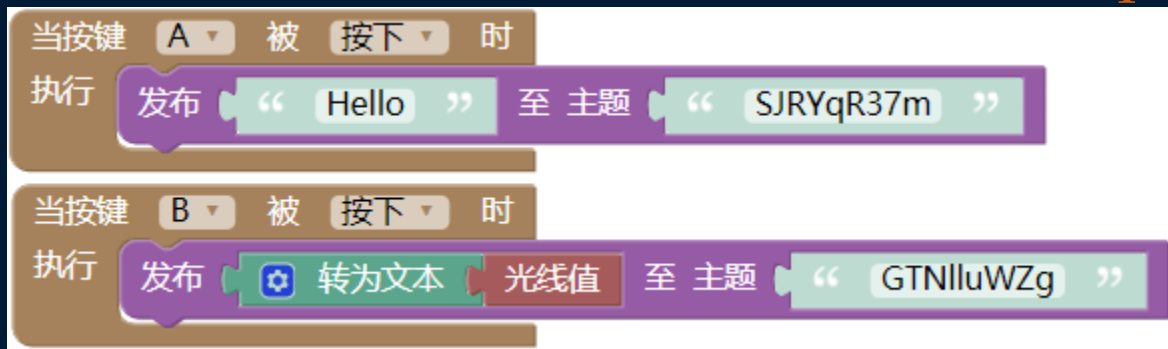 当按键 A 被 按下 时
执行 发布 “ Hello ” 至 主题 “ SJRYqR37m ”
当按键 B 被 按下 时
执行 发布 转为文本 光线值 至 主题 “ GTNlluWZg ”